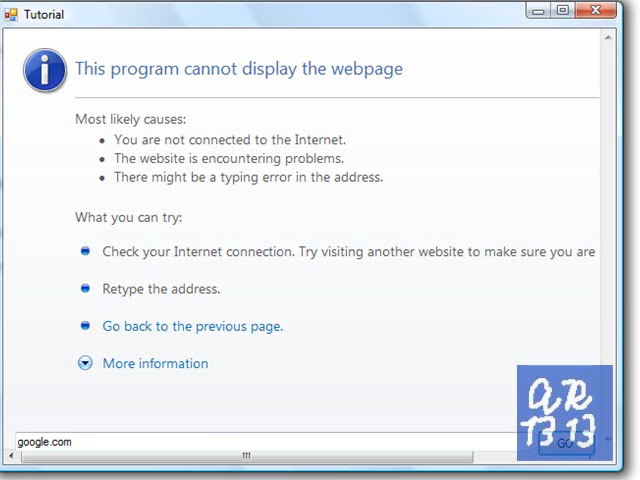 Tutorial
This program cannot display the webpage
Most likely causes:
You are not connected to the Internet.
The website is encountering problems.
There might be a typing error in the address.
What you can try:
Check your Internet connection. Try visiting another website to make sure you are
Retype the address.
Go back to the previous page.
More information
google.com
GO